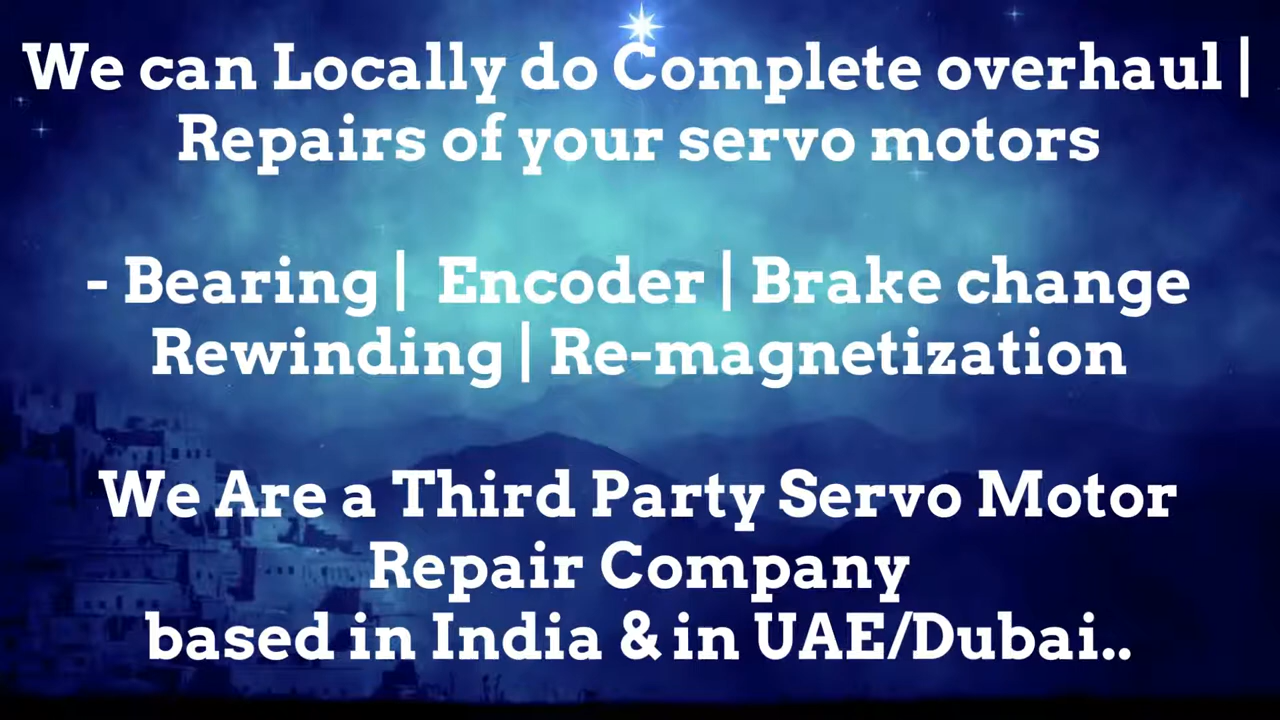 We can Locally do Complete overhaul |
Repairs of your servo motors
- Bearing | Encoder | Brake change
Rewinding | Re-magnetization
We Are a Third Party Servo Motor
Repair Company
based in India & in UAE/Dubai..